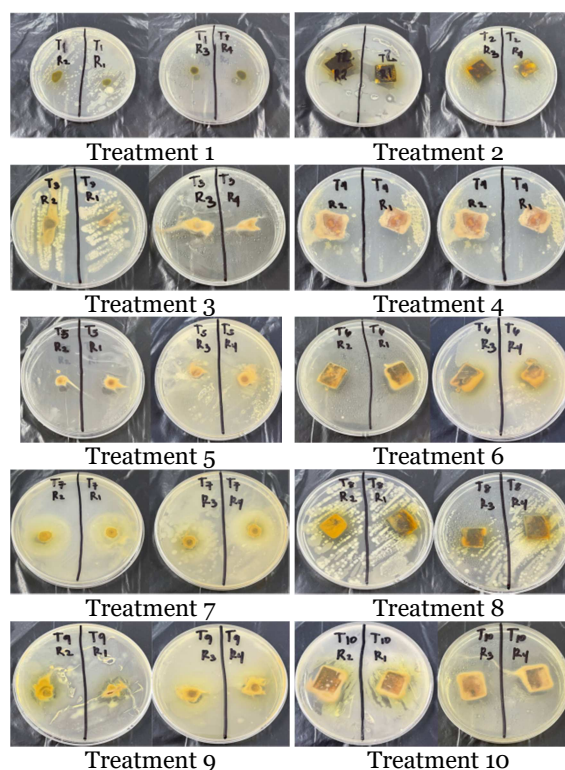 T1 T1
R2 R1
T1 T1
R3 R4
T2 T2
R2 R1
T2 T2
R3 R4
Treatment 1
Treatment 2
T3 T3
R2 R1
T3 T3
R3 R4
T4 T4
R2 R1
T4 T4
R2 R1
Treatment 3
Treatment 4
T5 T5
R2 R1
T5 T5
R3 R4
T6 T6
R2 R1
T6 T6
R3 R4
Treatment 5
Treatment 6
T7 T7
R2 R1
T7 T7
R3 R4
T8 T8
R2 R1
T8 T8
R3 R4
Treatment 7
Treatment 8
T9 T9
R2 R1
T9 T9
R3 R4
T10 T10
R2 R1
T10 T10
R3 R4
Treatment 9
Treatment 10